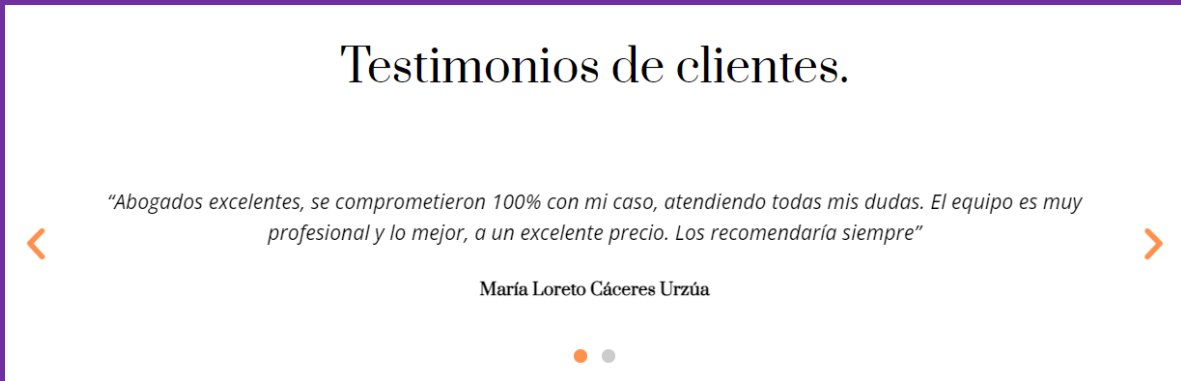 Testimonios de clientes.
“Abogados excelentes, se comprometieron 100% con mi caso, atendiendo todas mis dudas. El equipo es muy
profesional y lo mejor, a un excelente precio. Los recomendaría siempre”
María Loreto Cáceres Urzúa